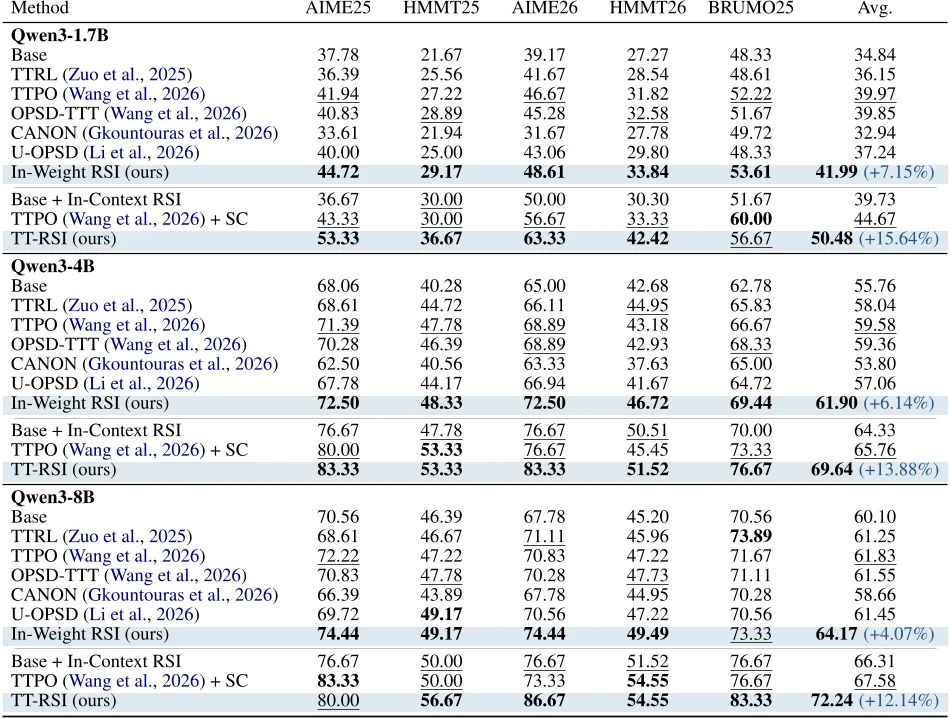 Method AIME25 HMMT25 AIME26 HMMT26 BRUMO25 Avg.
Qwen3-1.7B
Base 37.78 21.67 39.17 27.27 48.33 34.84
TTRL (Zuo et al., 2025) 36.39 25.56 41.67 28.54 48.61 36.15
TTPO (Wang et al., 2026) 41.94 27.22 46.67 31.82 52.22 39.97
OPSD-TTT (Wang et al., 2026) 40.83 28.89 45.28 32.58 51.67 39.85
CANON (Gkountouras et al., 2026) 33.61 21.94 31.67 27.78 49.72 32.94
U-OPSD (Li et al., 2026) 40.00 25.00 43.06 29.80 48.33 37.24
In-Weight RSI (ours) 44.72 29.17 48.61 33.84 53.61 41.99 (+7.15%)
Base + In-Context RSI 36.67 30.00 50.00 30.30 51.67 39.73
TTPO (Wang et al., 2026) + SC 43.33 30.00 56.67 33.33 60.00 44.67
TT-RSI (ours) 53.33 36.67 63.33 42.42 56.67 50.48 (+15.64%)
Qwen3-4B
Base 68.06 40.28 65.00 42.68 62.78 55.76
TTRL (Zuo et al., 2025) 68.61 44.72 66.11 44.95 65.83 58.04
TTPO (Wang et al., 2026) 71.39 47.78 68.89 43.18 66.67 59.58
OPSD-TTT (Wang et al., 2026) 70.28 46.39 68.89 42.93 68.33 59.36
CANON (Gkountouras et al., 2026) 62.50 40.56 63.33 37.63 65.00 53.80
U-OPSD (Li et al., 2026) 67.78 44.17 66.94 41.67 64.72 57.06
In-Weight RSI (ours) 72.50 48.33 72.50 46.72 69.44 61.90 (+6.14%)
Base + In-Context RSI 76.67 47.78 76.67 50.51 70.00 64.33
TTPO (Wang et al., 2026) + SC 80.00 53.33 76.67 45.45 73.33 65.76
TT-RSI (ours) 83.33 53.33 83.33 51.52 76.67 69.64 (+13.88%)
Qwen3-8B
Base 70.56 46.39 67.78 45.20 70.56 60.10
TTRL (Zuo et al., 2025) 68.61 46.67 71.11 45.96 73.89 61.25
TTPO (Wang et al., 2026) 72.22 47.22 70.83 47.22 71.67 61.83
OPSD-TTT (Wang et al., 2026) 70.83 47.78 70.28 47.73 71.11 61.55
CANON (Gkountouras et al., 2026) 66.39 43.89 67.78 44.95 70.28 58.66
U-OPSD (Li et al., 2026) 69.72 49.17 70.56 47.22 70.56 61.45
In-Weight RSI (ours) 74.44 49.17 74.44 49.49 73.33 64.17 (+4.07%)
Base + In-Context RSI 76.67 50.00 76.67 51.52 76.67 66.31
TTPO (Wang et al., 2026) + SC 83.33 50.00 73.33 54.55 76.67 67.58
TT-RSI (ours) 80.00 56.67 86.67 54.55 83.33 72.24 (+12.14%)